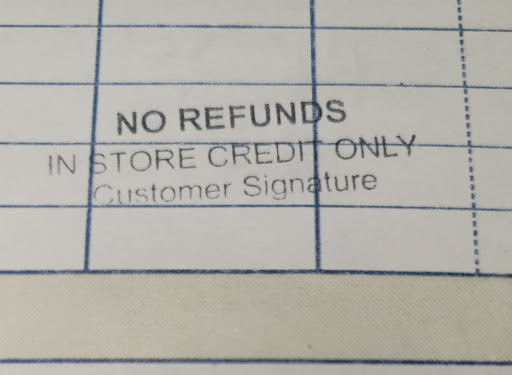 NO REFUNDS
IN STORE CREDIT ONLY
Customer Signature